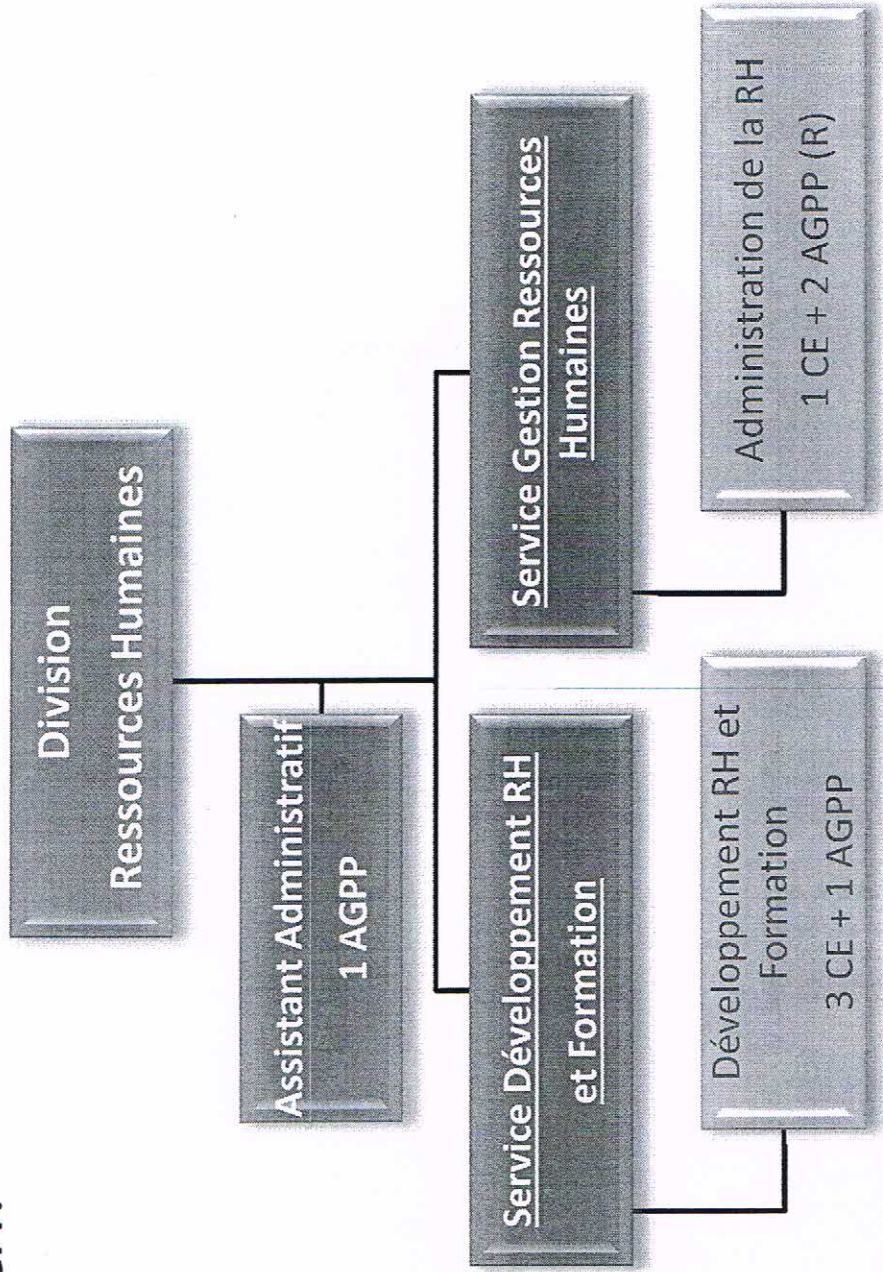 Division
Ressources Humaines
Assistant Administratif
1 AGPP
Service Développement RH
et Formation
Service Gestion Ressources
Humaines
Développement RH et
Formation
3 CE + 1 AGPP
Administration de la RH
1 CE + 2 AGPP (R)